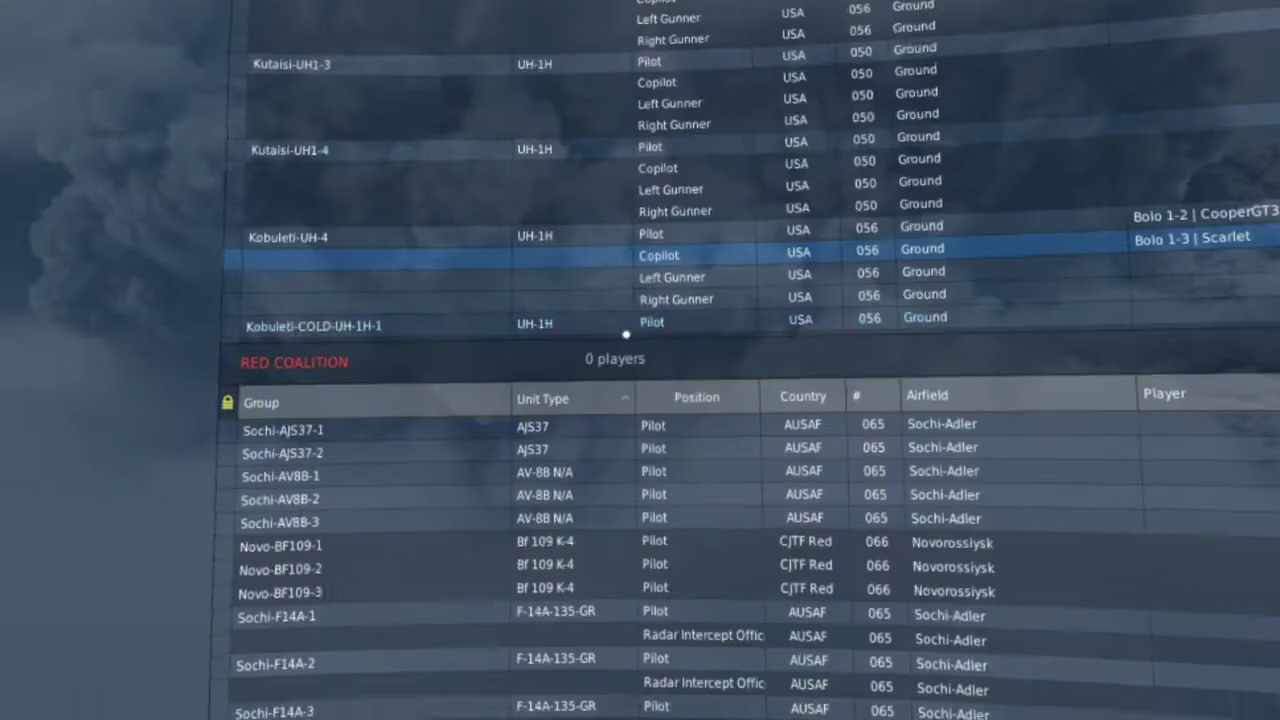 Left Gunner USA 056 Ground
Right Gunner USA 056 Ground
Kutaisi-UH1-3 UH-1H Pilot USA 050 Ground
Copilot USA 050 Ground
Left Gunner USA 050 Ground
Right Gunner USA 050 Ground
Kutaisi-UH1-4 UH-1H Pilot USA 050 Ground
Copilot USA 050 Ground
Left Gunner USA 050 Ground
Right Gunner USA 050 Ground
Kobuleti-UH-4 UH-1H Pilot USA 056 Ground Bolo 1-2 | CooperGT3
Copilot USA 056 Ground Bolo 1-3 | Scarlet
Left Gunner USA 056 Ground
Right Gunner USA 056 Ground
Kobuleti-COLD-UH-1H-1 UH-1H Pilot USA 056 Ground
RED COALITION 0 players
Group Unit Type Position Country # Airfield Player
Sochi-AJS37-1 AJS37 Pilot AUSAF 065 Sochi-Adler
Sochi-AJS37-2 AJS37 Pilot AUSAF 065 Sochi-Adler
Sochi-AV8B-1 AV-8B N/A Pilot AUSAF 065 Sochi-Adler
Sochi-AV8B-2 AV-8B N/A Pilot AUSAF 065 Sochi-Adler
Sochi-AV8B-3 AV-8B N/A Pilot AUSAF 065 Sochi-Adler
Novo-BF109-1 Bf 109 K-4 Pilot CJTF Red 066 Novorossiysk
Novo-BF109-2 Bf 109 K-4 Pilot CJTF Red 066 Novorossiysk
Novo-BF109-3 Bf 109 K-4 Pilot CJTF Red 066 Novorossiysk
Sochi-F14A-1 F-14A-135-GR Pilot AUSAF 065 Sochi-Adler
Radar Intercept Offic AUSAF 065 Sochi-Adler
Sochi-F14A-2 F-14A-135-GR Pilot AUSAF 065 Sochi-Adler
Radar Intercept Offic AUSAF 065 Sochi-Adler
Sochi-F14A-3 F-14A-135-GR Pilot AUSAF 065 Sochi-Adler